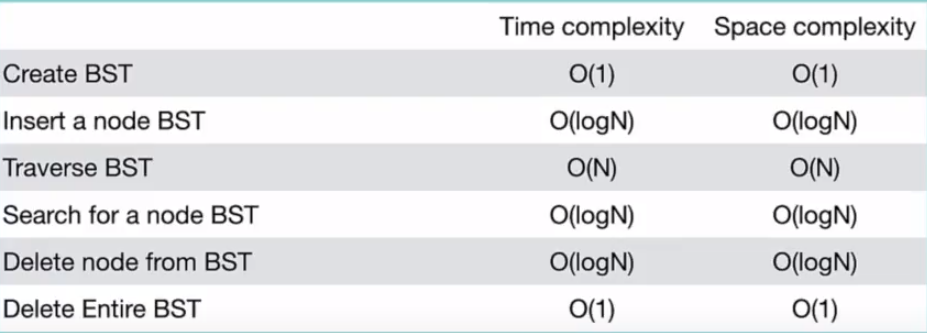 Time complexity Space complexity
Create BST O(1) O(1)
Insert a node BST O(logN) O(logN)
Traverse BST O(N) O(N)
Search for a node BST O(logN) O(logN)
Delete node from BST O(logN) O(logN)
Delete Entire BST O(1) O(1)